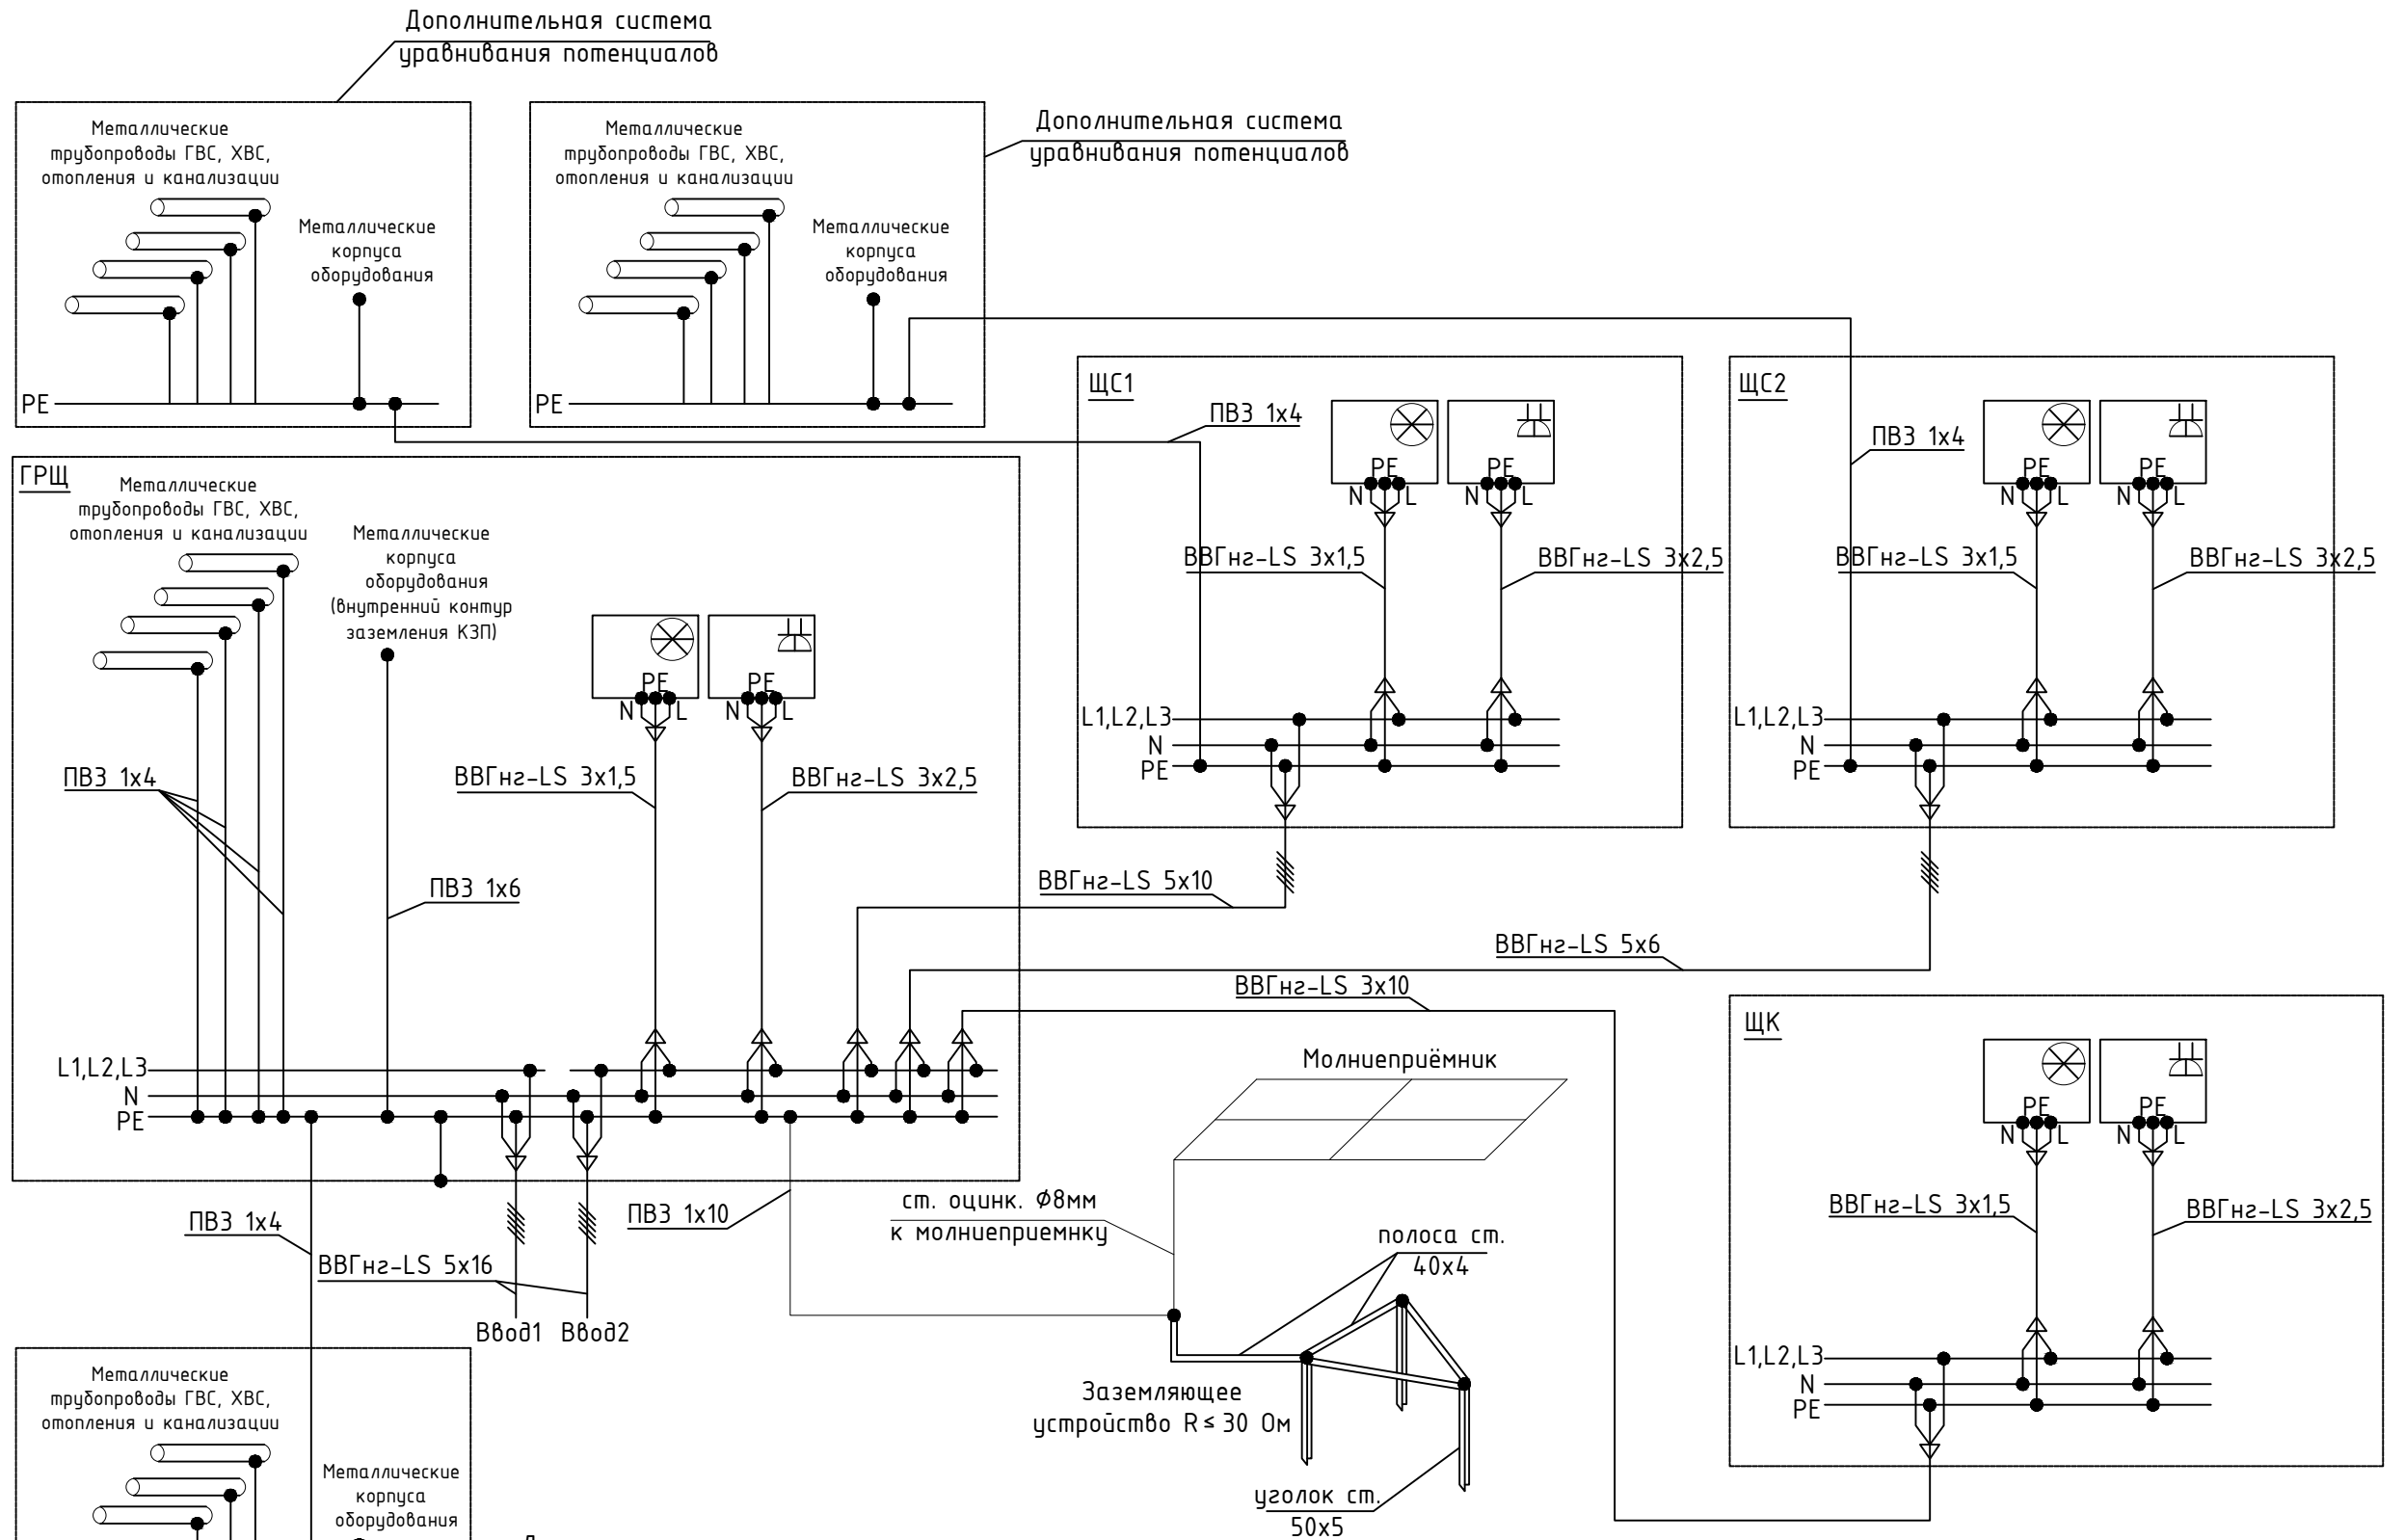 Дополнительная система
уравнивания потенциалов
Металлические
трубопроводы ГВС, ХВС,
отопления и канализации
Металлические
корпуса
оборудования
PE
Металлические
трубопроводы ГВС, ХВС,
отопления и канализации
Металлические
корпуса
оборудования
PE
Дополнительная система
уравнивания потенциалов
ЩС1
ПВ3 1х4
PE
N
L
PE
N
L
ВВГнг-LS 3х1,5
ВВГнг-LS 3х2,5
L1,L2,L3
N
PE
ЩС2
ПВ3 1х4
PE
N
L
PE
N
L
ВВГнг-LS 3х1,5
ВВГнг-LS 3х2,5
L1,L2,L3
N
PE
ГРЩ
Металлические
трубопроводы ГВС, ХВС,
отопления и канализации
Металлические
корпуса
оборудования
(внутренний контур
заземления КЗП)
PE
N
L
PE
N
L
ПВ3 1х4
ВВГнг-LS 3х1,5
ВВГнг-LS 3х2,5
ПВ3 1х6
L1,L2,L3
N
PE
ВВГнг-LS 5х10
ВВГнг-LS 5х6
ВВГнг-LS 3х10
Молниеприёмник
ПВ3 1х4
ВВГнг-LS 5х16
Ввод1
Ввод2
ПВ3 1х10
ст. оцинк. Ø8мм
к молниеприемнку
полоса ст.
40х4
Заземляющее
устройство R ≤ 30 Ом
уголок ст.
50х5
ЩК
PE
N
L
PE
N
L
ВВГнг-LS 3х1,5
ВВГнг-LS 3х2,5
L1,L2,L3
N
PE
Металлические
трубопроводы ГВС, ХВС,
отопления и канализации
Металлические
корпуса
оборудования